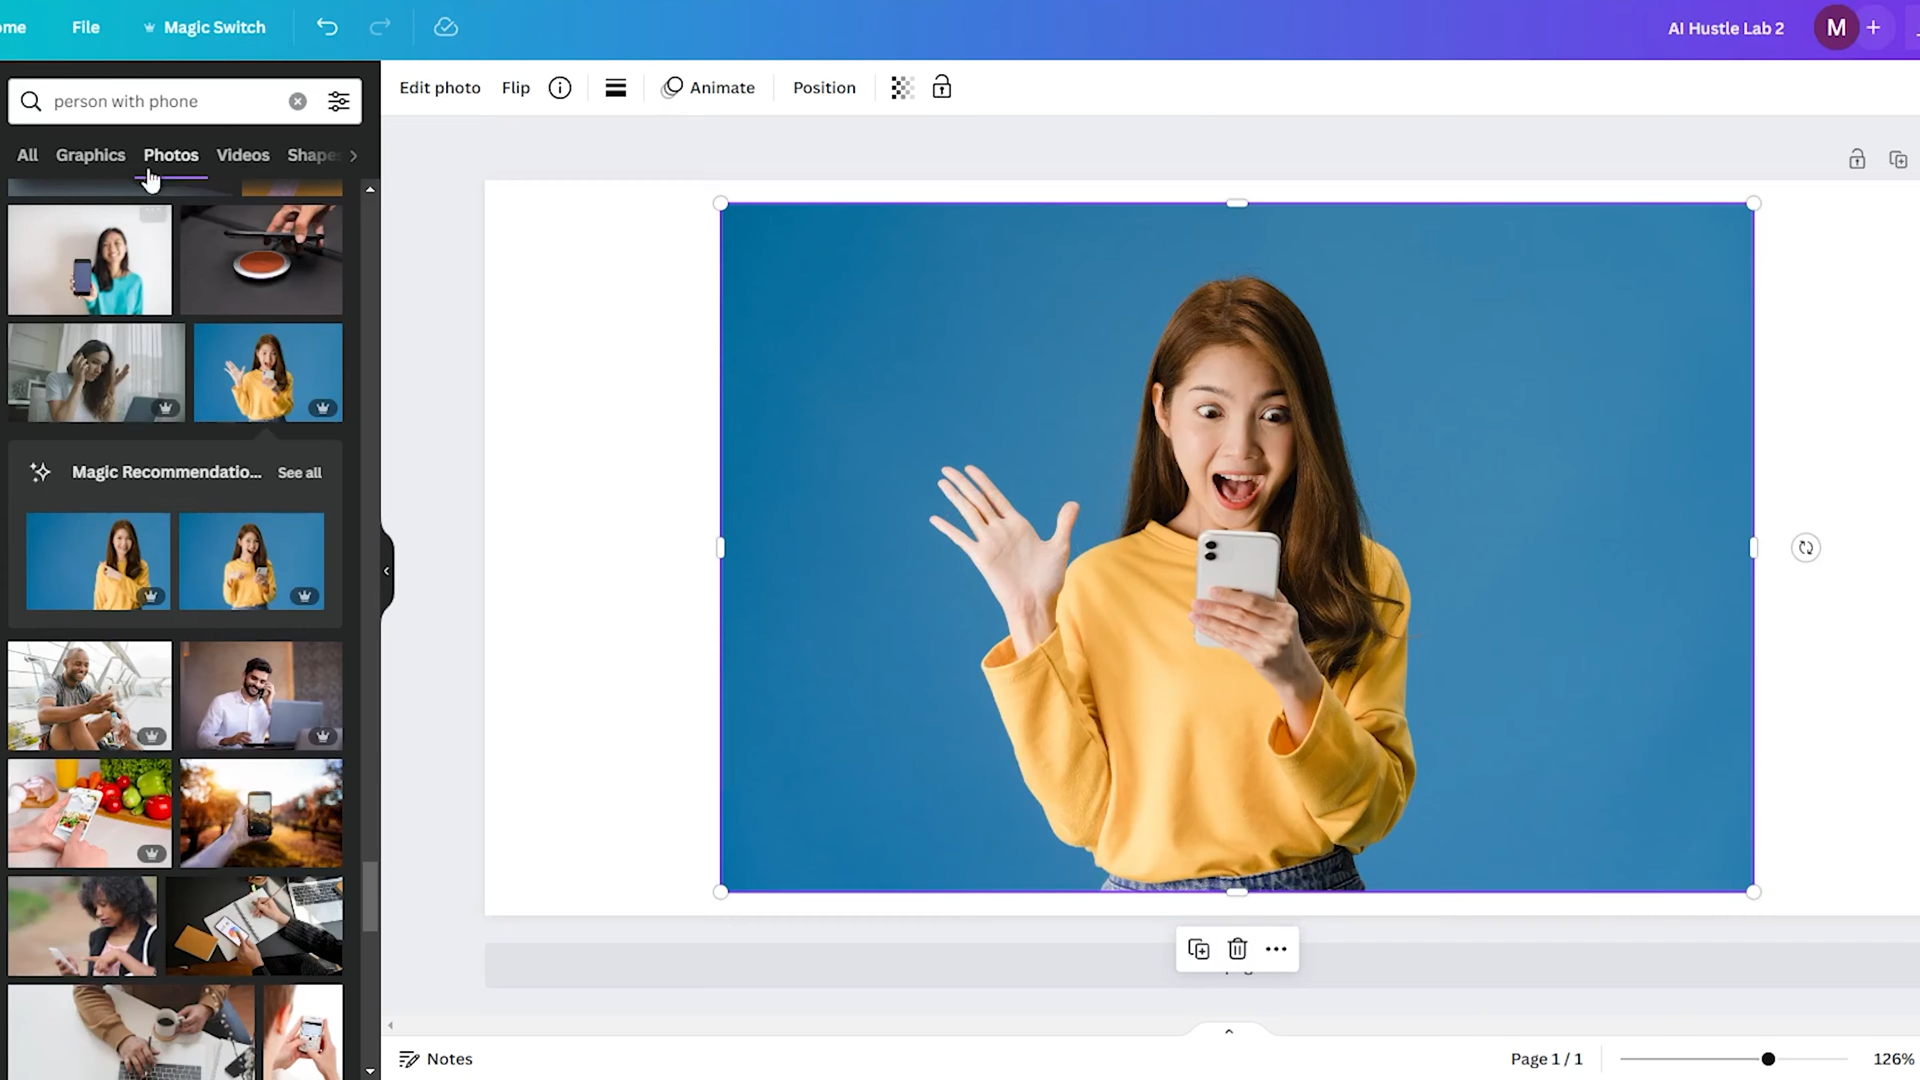 ome File Magic Switch AI Hustle Lab 2 M +
person with phone
Edit photo Flip Animate Position
All Graphics Photos Videos Shape
Magic Recommendatio... See all
Notes Page 1 / 1 126%